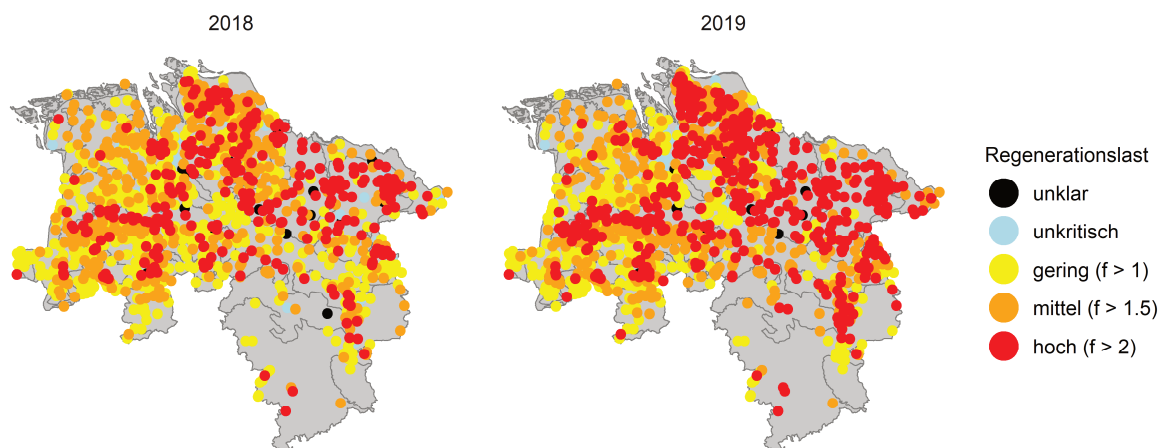 2018
2019
Regenerationslast
unklar
unkritisch
gering (f > 1)
mittel (f > 1.5)
hoch (f > 2)